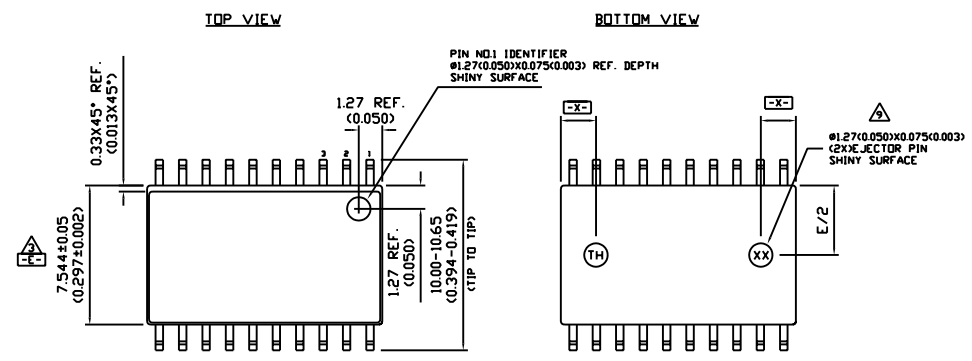 TOP VIEW
BOTTOM VIEW
PIN NO.1 IDENTIFIER
ø1.27(0.050)X0.075(0.003) REF. DEPTH
SHINY SURFACE
0.33X45° REF.
(0.013X45°)
1.27 REF.
(0.050)
3 2 1
3
-E-
7.544±0.05
(0.297±0.002)
1.27 REF.
(0.050)
10.00-10.65
(0.394-0.419)
(TIP TO TIP)
-X-
-X-
9
ø1.27(0.050)X0.075(0.003)
(2X)EJECTOR PIN
SHINY SURFACE
E/2
TH
XX